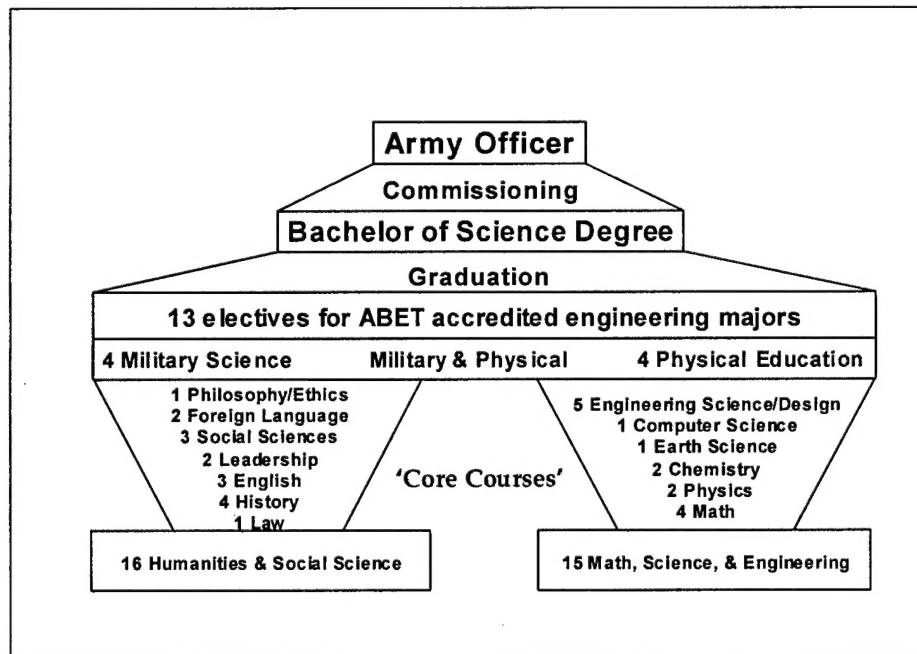 Army Officer
Commissioning
Bachelor of Science Degree
Graduation
13 electives for ABET accredited engineering majors
4 Military Science Military & Physical 4 Physical Education
1 Philosophy/Ethics
2 Foreign Language
3 Social Sciences
2 Leadership
3 English
4 History
1 Law
'Core Courses'
5 Engineering Science/Design
1 Computer Science
1 Earth Science
2 Chemistry
2 Physics
4 Math
16 Humanities & Social Science
15 Math, Science, & Engineering